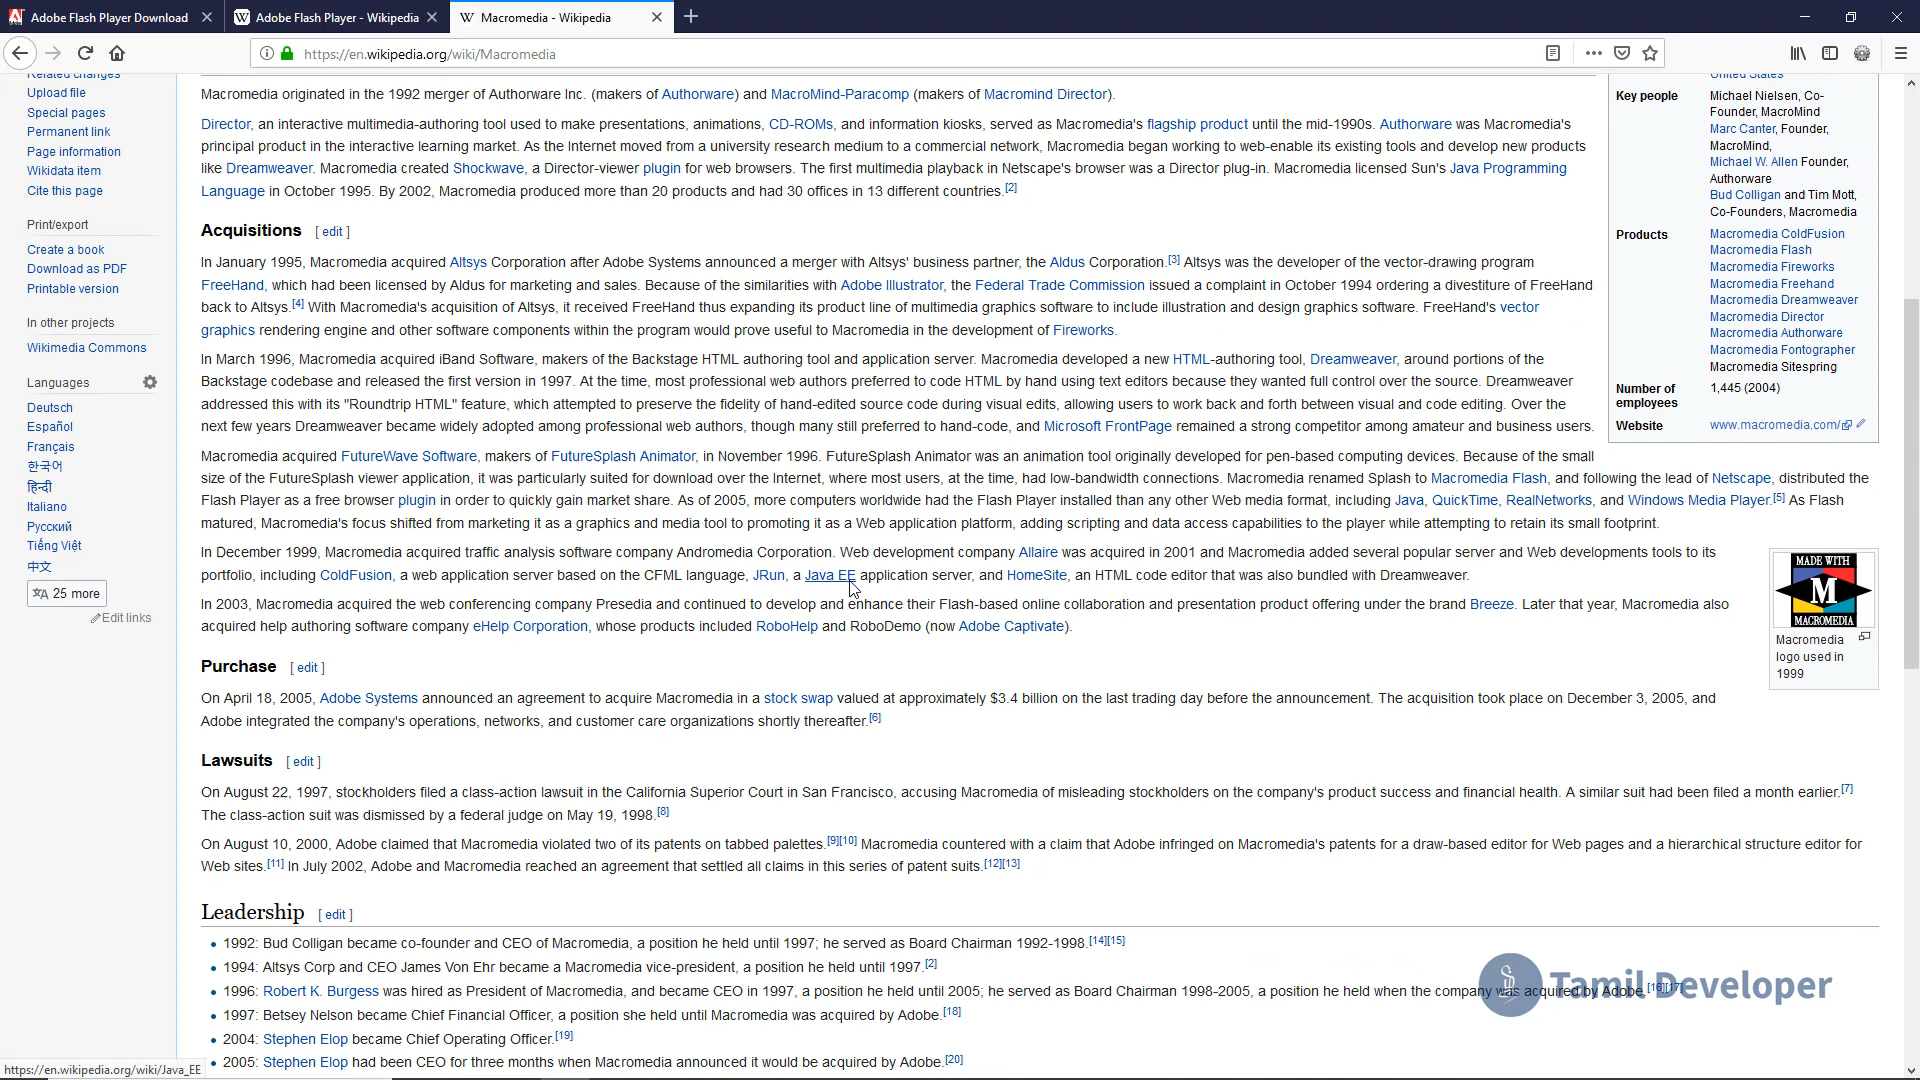 Adobe Flash Player Download
Adobe Flash Player - Wikipedia
Macromedia - Wikipedia
https://en.wikipedia.org/wiki/Macromedia
Related changes
Upload file
Special pages
Permanent link
Page information
Wikidata item
Cite this page
Print/export
Create a book
Download as PDF
Printable version
In other projects
Wikimedia Commons
Languages
Deutsch
Español
Français
한국어
हिन्दी
Italiano
Русский
Tiếng Việt
中文
25 more
Edit links
Macromedia originated in the 1992 merger of Authorware Inc. (makers of Authorware) and MacroMind-Paracomp (makers of Macromind Director).
Director, an interactive multimedia-authoring tool used to make presentations, animations, CD-ROMs, and information kiosks, served as Macromedia's flagship product until the mid-1990s. Authorware was Macromedia's
principal product in the interactive learning market. As the Internet moved from a university research medium to a commercial network, Macromedia began working to web-enable its existing tools and develop new products
like Dreamweaver. Macromedia created Shockwave, a Director-viewer plugin for web browsers. The first multimedia playback in Netscape's browser was a Director plug-in. Macromedia licensed Sun's Java Programming
Language in October 1995. By 2002, Macromedia produced more than 20 products and had 30 offices in 13 different countries.[2]
Acquisitions [ edit ]
In January 1995, Macromedia acquired Altsys Corporation after Adobe Systems announced a merger with Altsys' business partner, the Aldus Corporation.[3] Altsys was the developer of the vector-drawing program
FreeHand, which had been licensed by Aldus for marketing and sales. Because of the similarities with Adobe Illustrator, the Federal Trade Commission issued a complaint in October 1994 ordering a divestiture of FreeHand
back to Altsys.[4] With Macromedia's acquisition of Altsys, it received FreeHand thus expanding its product line of multimedia graphics software to include illustration and design graphics software. FreeHand's vector
graphics rendering engine and other software components within the program would prove useful to Macromedia in the development of Fireworks.
In March 1996, Macromedia acquired iBand Software, makers of the Backstage HTML authoring tool and application server. Macromedia developed a new HTML-authoring tool, Dreamweaver, around portions of the
Backstage codebase and released the first version in 1997. At the time, most professional web authors preferred to code HTML by hand using text editors because they wanted full control over the source. Dreamweaver
addressed this with its "Roundtrip HTML" feature, which attempted to preserve the fidelity of hand-edited source code during visual edits, allowing users to work back and forth between visual and code editing. Over the
next few years Dreamweaver became widely adopted among professional web authors, though many still preferred to hand-code, and Microsoft FrontPage remained a strong competitor among amateur and business users.
Macromedia acquired FutureWave Software, makers of FutureSplash Animator, in November 1996. FutureSplash Animator was an animation tool originally developed for pen-based computing devices. Because of the small
size of the FutureSplash viewer application, it was particularly suited for download over the Internet, where most users, at the time, had low-bandwidth connections. Macromedia renamed Splash to Macromedia Flash, and following the lead of Netscape, distributed the
Flash Player as a free browser plugin in order to quickly gain market share. As of 2005, more computers worldwide had the Flash Player installed than any other Web media format, including Java, QuickTime, RealNetworks, and Windows Media Player.[5] As Flash
matured, Macromedia's focus shifted from marketing it as a graphics and media tool to promoting it as a Web application platform, adding scripting and data access capabilities to the player while attempting to retain its small footprint.
In December 1999, Macromedia acquired traffic analysis software company Andromedia Corporation. Web development company Allaire was acquired in 2001 and Macromedia added several popular server and Web developments tools to its
portfolio, including ColdFusion, a web application server based on the CFML language, JRun, a Java EE application server, and HomeSite, an HTML code editor that was also bundled with Dreamweaver.
In 2003, Macromedia acquired the web conferencing company Presedia and continued to develop and enhance their Flash-based online collaboration and presentation product offering under the brand Breeze. Later that year, Macromedia also
acquired help authoring software company eHelp Corporation, whose products included RoboHelp and RoboDemo (now Adobe Captivate).
Purchase [ edit ]
On April 18, 2005, Adobe Systems announced an agreement to acquire Macromedia in a stock swap valued at approximately $3.4 billion on the last trading day before the announcement. The acquisition took place on December 3, 2005, and
Adobe integrated the company's operations, networks, and customer care organizations shortly thereafter.[6]
Lawsuits [ edit ]
On August 22, 1997, stockholders filed a class-action lawsuit in the California Superior Court in San Francisco, accusing Macromedia of misleading stockholders on the company's product success and financial health. A similar suit had been filed a month earlier.[7]
The class-action suit was dismissed by a federal judge on May 19, 1998.[8]
On August 10, 2000, Adobe claimed that Macromedia violated two of its patents on tabbed palettes.[9][10] Macromedia countered with a claim that Adobe infringed on Macromedia's patents for a draw-based editor for Web pages and a hierarchical structure editor for
Web sites.[11] In July 2002, Adobe and Macromedia reached an agreement that settled all claims in this series of patent suits.[12][13]
Leadership [ edit ]
1992: Bud Colligan became co-founder and CEO of Macromedia, a position he held until 1997; he served as Board Chairman 1992-1998.[14][15]
1994: Altsys Corp and CEO James Von Ehr became a Macromedia vice-president, a position he held until 1997.[2]
1996: Robert K. Burgess was hired as President of Macromedia, and became CEO in 1997, a position he held until 2005; he served as Board Chairman 1998-2005, a position he held when the company was acquired by Adobe.[16][17]
1997: Betsey Nelson became Chief Financial Officer, a position she held until Macromedia was acquired by Adobe.[18]
2004: Stephen Elop became Chief Operating Officer.[19]
2005: Stephen Elop had been CEO for three months when Macromedia announced it would be acquired by Adobe.[20]
United States
Key people
Michael Nielsen, Co-
Founder, MacroMind
Marc Canter, Founder,
MacroMind,
Michael W. Allen Founder,
Authorware
Bud Colligan and Tim Mott,
Co-Founders, Macromedia
Products
Macromedia ColdFusion
Macromedia Flash
Macromedia Fireworks
Macromedia Freehand
Macromedia Dreamweaver
Macromedia Director
Macromedia Authorware
Macromedia Fontographer
Macromedia Sitespring
Number of
employees
1,445 (2004)
Website
www.macromedia.com/
MADE WITH
M
MACROMEDIA
Macromedia
logo used in
1999
Tamil Developer
https://en.wikipedia.org/wiki/Java_EE